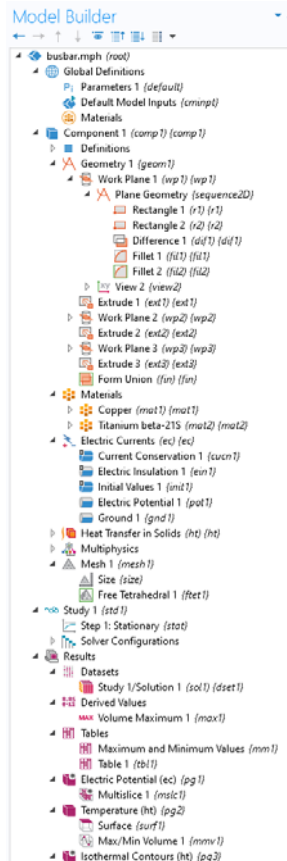 Model Builder
busbar.mph (root)
Global Definitions
Pi Parameters 1 {default}
Default Model Inputs {cminpt}
Materials
Component 1 (comp1) {comp1}
Definitions
Geometry 1 {geom1}
Work Plane 1 (wp1) {wp1}
Plane Geometry {sequence2D}
Rectangle 1 (r1) {r1}
Rectangle 2 (r2) {r2}
Difference 1 (dif1) {dif1}
Fillet 1 (fil1) {fil1}
Fillet 2 (fil2) {fil2}
xy View 2 {view2}
Extrude 1 (ext1) {ext1}
Work Plane 2 (wp2) {wp2}
Extrude 2 (ext2) {ext2}
Work Plane 3 (wp3) {wp3}
Extrude 3 (ext3) {ext3}
Form Union (fin) {fin}
Materials
Copper (mat1) {mat1}
Titanium beta-21S (mat2) {mat2}
Electric Currents (ec) {ec}
Current Conservation 1 {cucn1}
Electric Insulation 1 {ein1}
Initial Values 1 {init1}
Electric Potential 1 {pot1}
Ground 1 {gnd1}
Heat Transfer in Solids (ht) {ht}
Multiphysics
Mesh 1 {mesh1}
Size {size}
Free Tetrahedral 1 {ftet1}
Study 1 {std1}
Step 1: Stationary {stat}
Solver Configurations
Results
Datasets
Study 1/Solution 1 (sol1) {dset1}
8.85 e-12 Derived Values
MAX Volume Maximum 1 {max1}
Tables
Maximum and Minimum Values {mm1}
Table 1 {tbl1}
Electric Potential (ec) {pg1}
Multislice 1 {mslc1}
Temperature (ht) {pg2}
Surface {surf1}
Max/Min Volume 1 {mmv1}
Isothermal Contours (ht) {pg3}